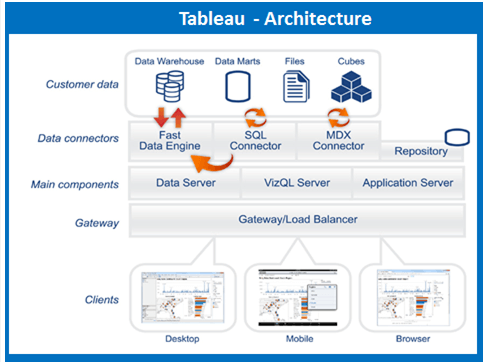 Tableau - Architecture
Data Warehouse Data Marts Files Cubes
Customer data
Data connectors
Fast
Data Engine
SQL
Connector
MDX
Connector
Repository
Main components
Data Server VizQL Server Application Server
Gateway
Gateway/Load Balancer
Clients
Desktop Mobile Browser